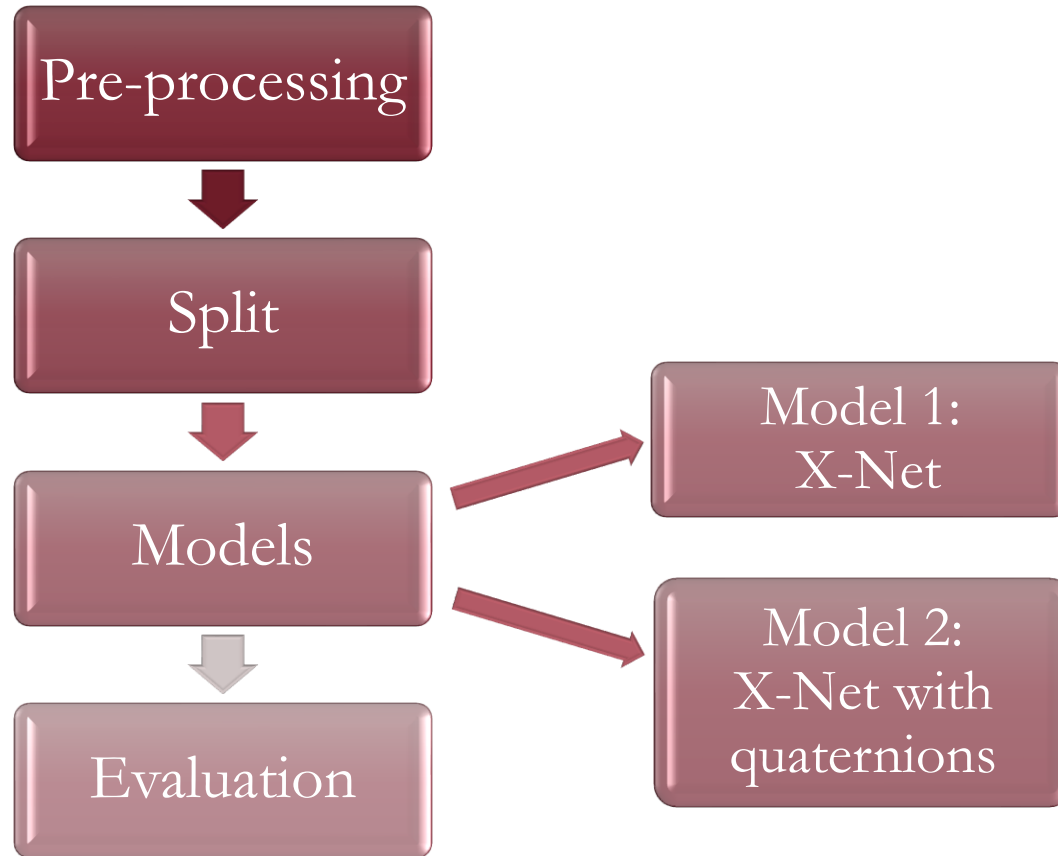 Pre-processing
Split
Models
Evaluation
Model 1:
X-Net
Model 2:
X-Net with
quaternions